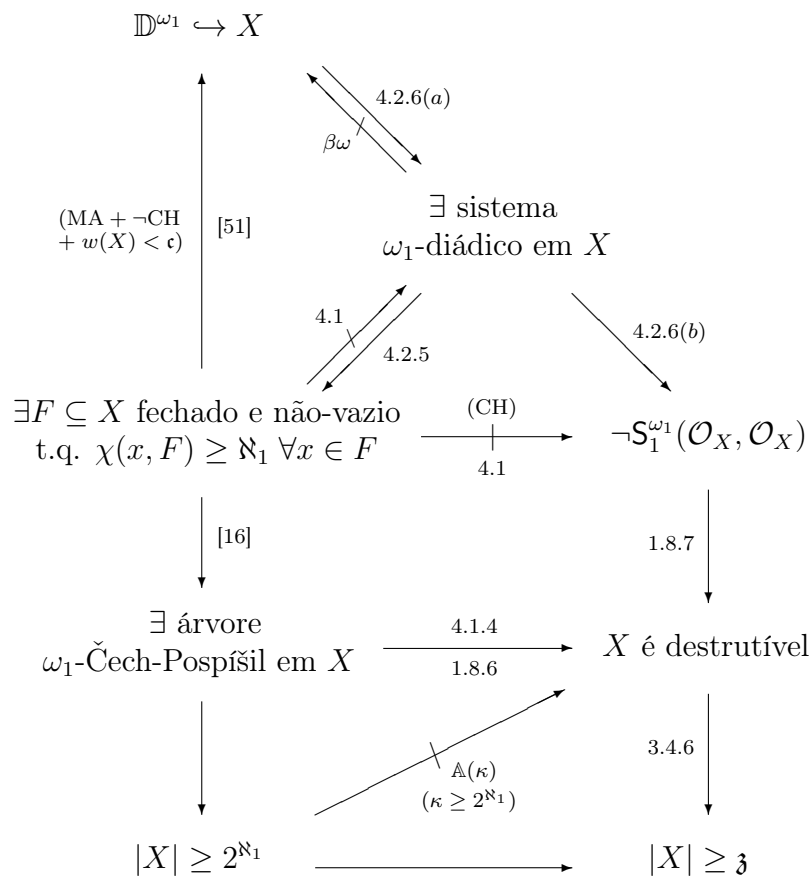 𝔻^{ω₁} ↪ X
4.2.6(a)
βω
∃ sistema
ω₁-diádico em X
(MA + ¬CH
+ w(X) < 𝔠)
[51]
4.1
4.2.5
4.2.6(b)
∃F ⊆ X fechado e não-vazio
t.q. χ(x, F) ≥ ℵ₁ ∀x ∈ F
(CH)
4.1
¬S₁^{ω₁}(𝒪_X, 𝒪_X)
[16]
1.8.7
∃ árvore
ω₁-Čech-Pospíšil em X
4.1.4
1.8.6
X é destrutível
𝔸(κ)
(κ ≥ 2^{ℵ₁})
3.4.6
|X| ≥ 2^{ℵ₁}
|X| ≥ 𝔷